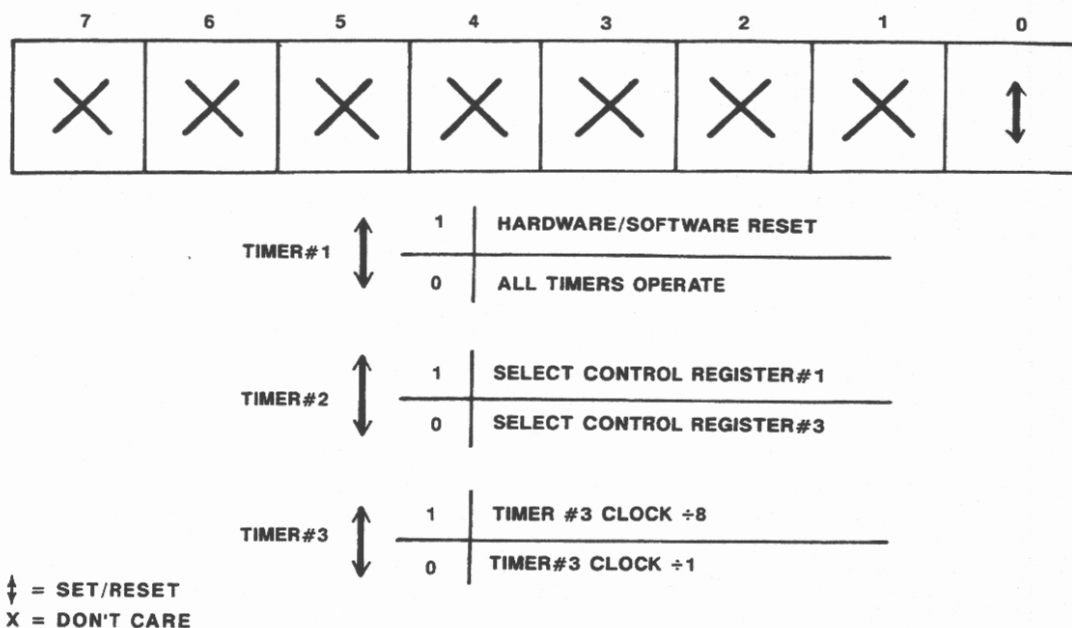 7 6 5 4 3 2 1 0
X X X X X X X ↕
1 HARDWARE/SOFTWARE RESET
TIMER#1 ↕
0 ALL TIMERS OPERATE
1 SELECT CONTROL REGISTER#1
TIMER#2 ↕
0 SELECT CONTROL REGISTER#3
1 TIMER #3 CLOCK ÷8
TIMER#3 ↕
0 TIMER#3 CLOCK ÷1
↕ = SET/RESET
X = DON'T CARE